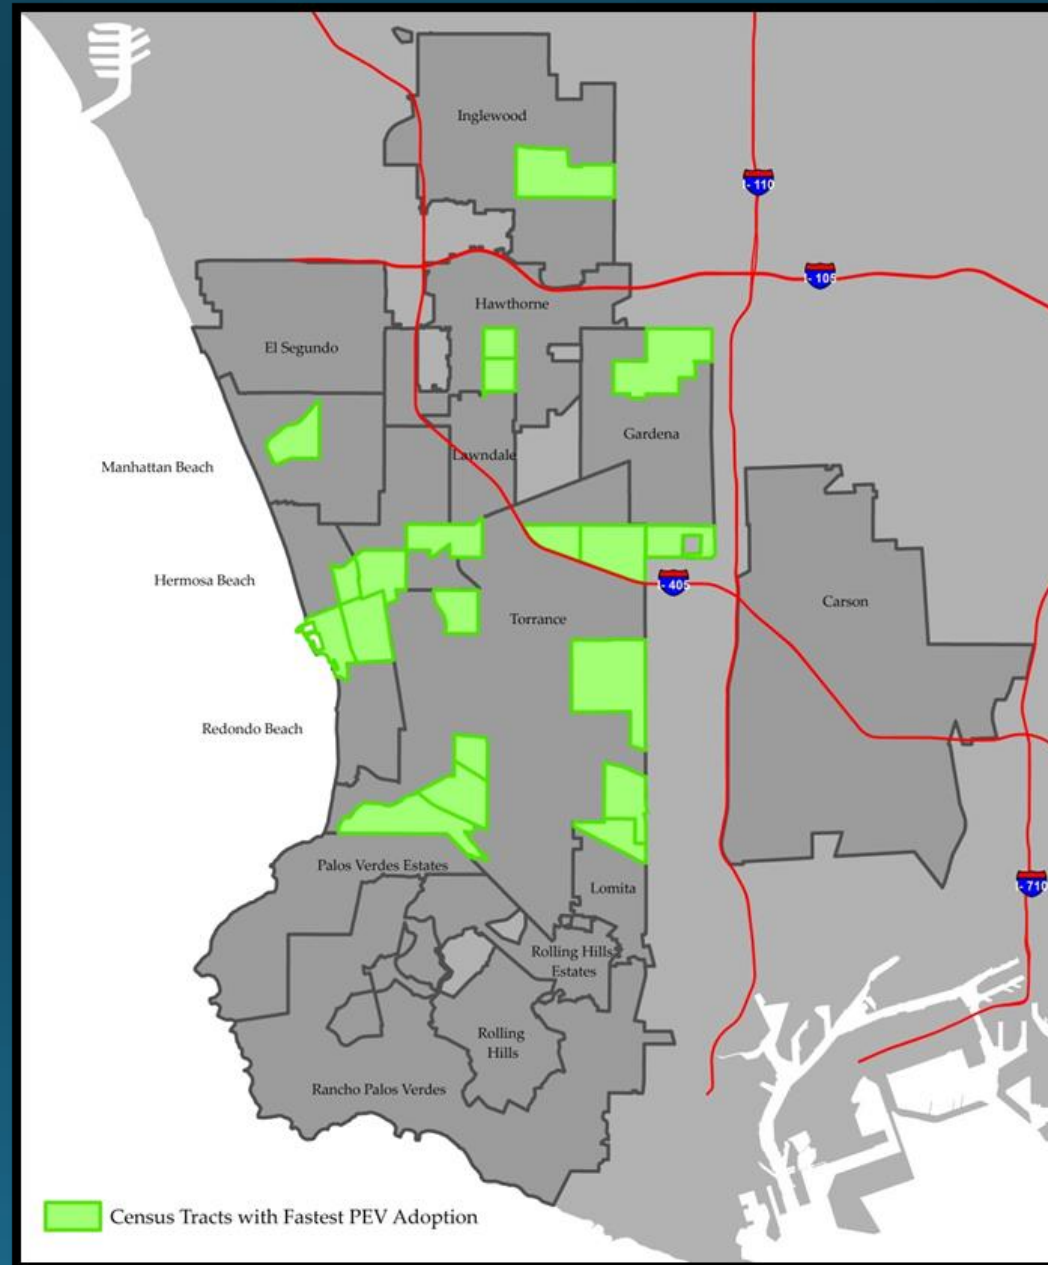 Inglewood
I-110
I-105
Hawthorne
El Segundo
Gardena
Lawndale
Manhattan Beach
Hermosa Beach
I-405
Carson
Torrance
Redondo Beach
Palos Verdes Estates
Lomita
I-710
Rolling Hills
Estates
Rolling
Hills
Rancho Palos Verdes
Census Tracts with Fastest PEV Adoption